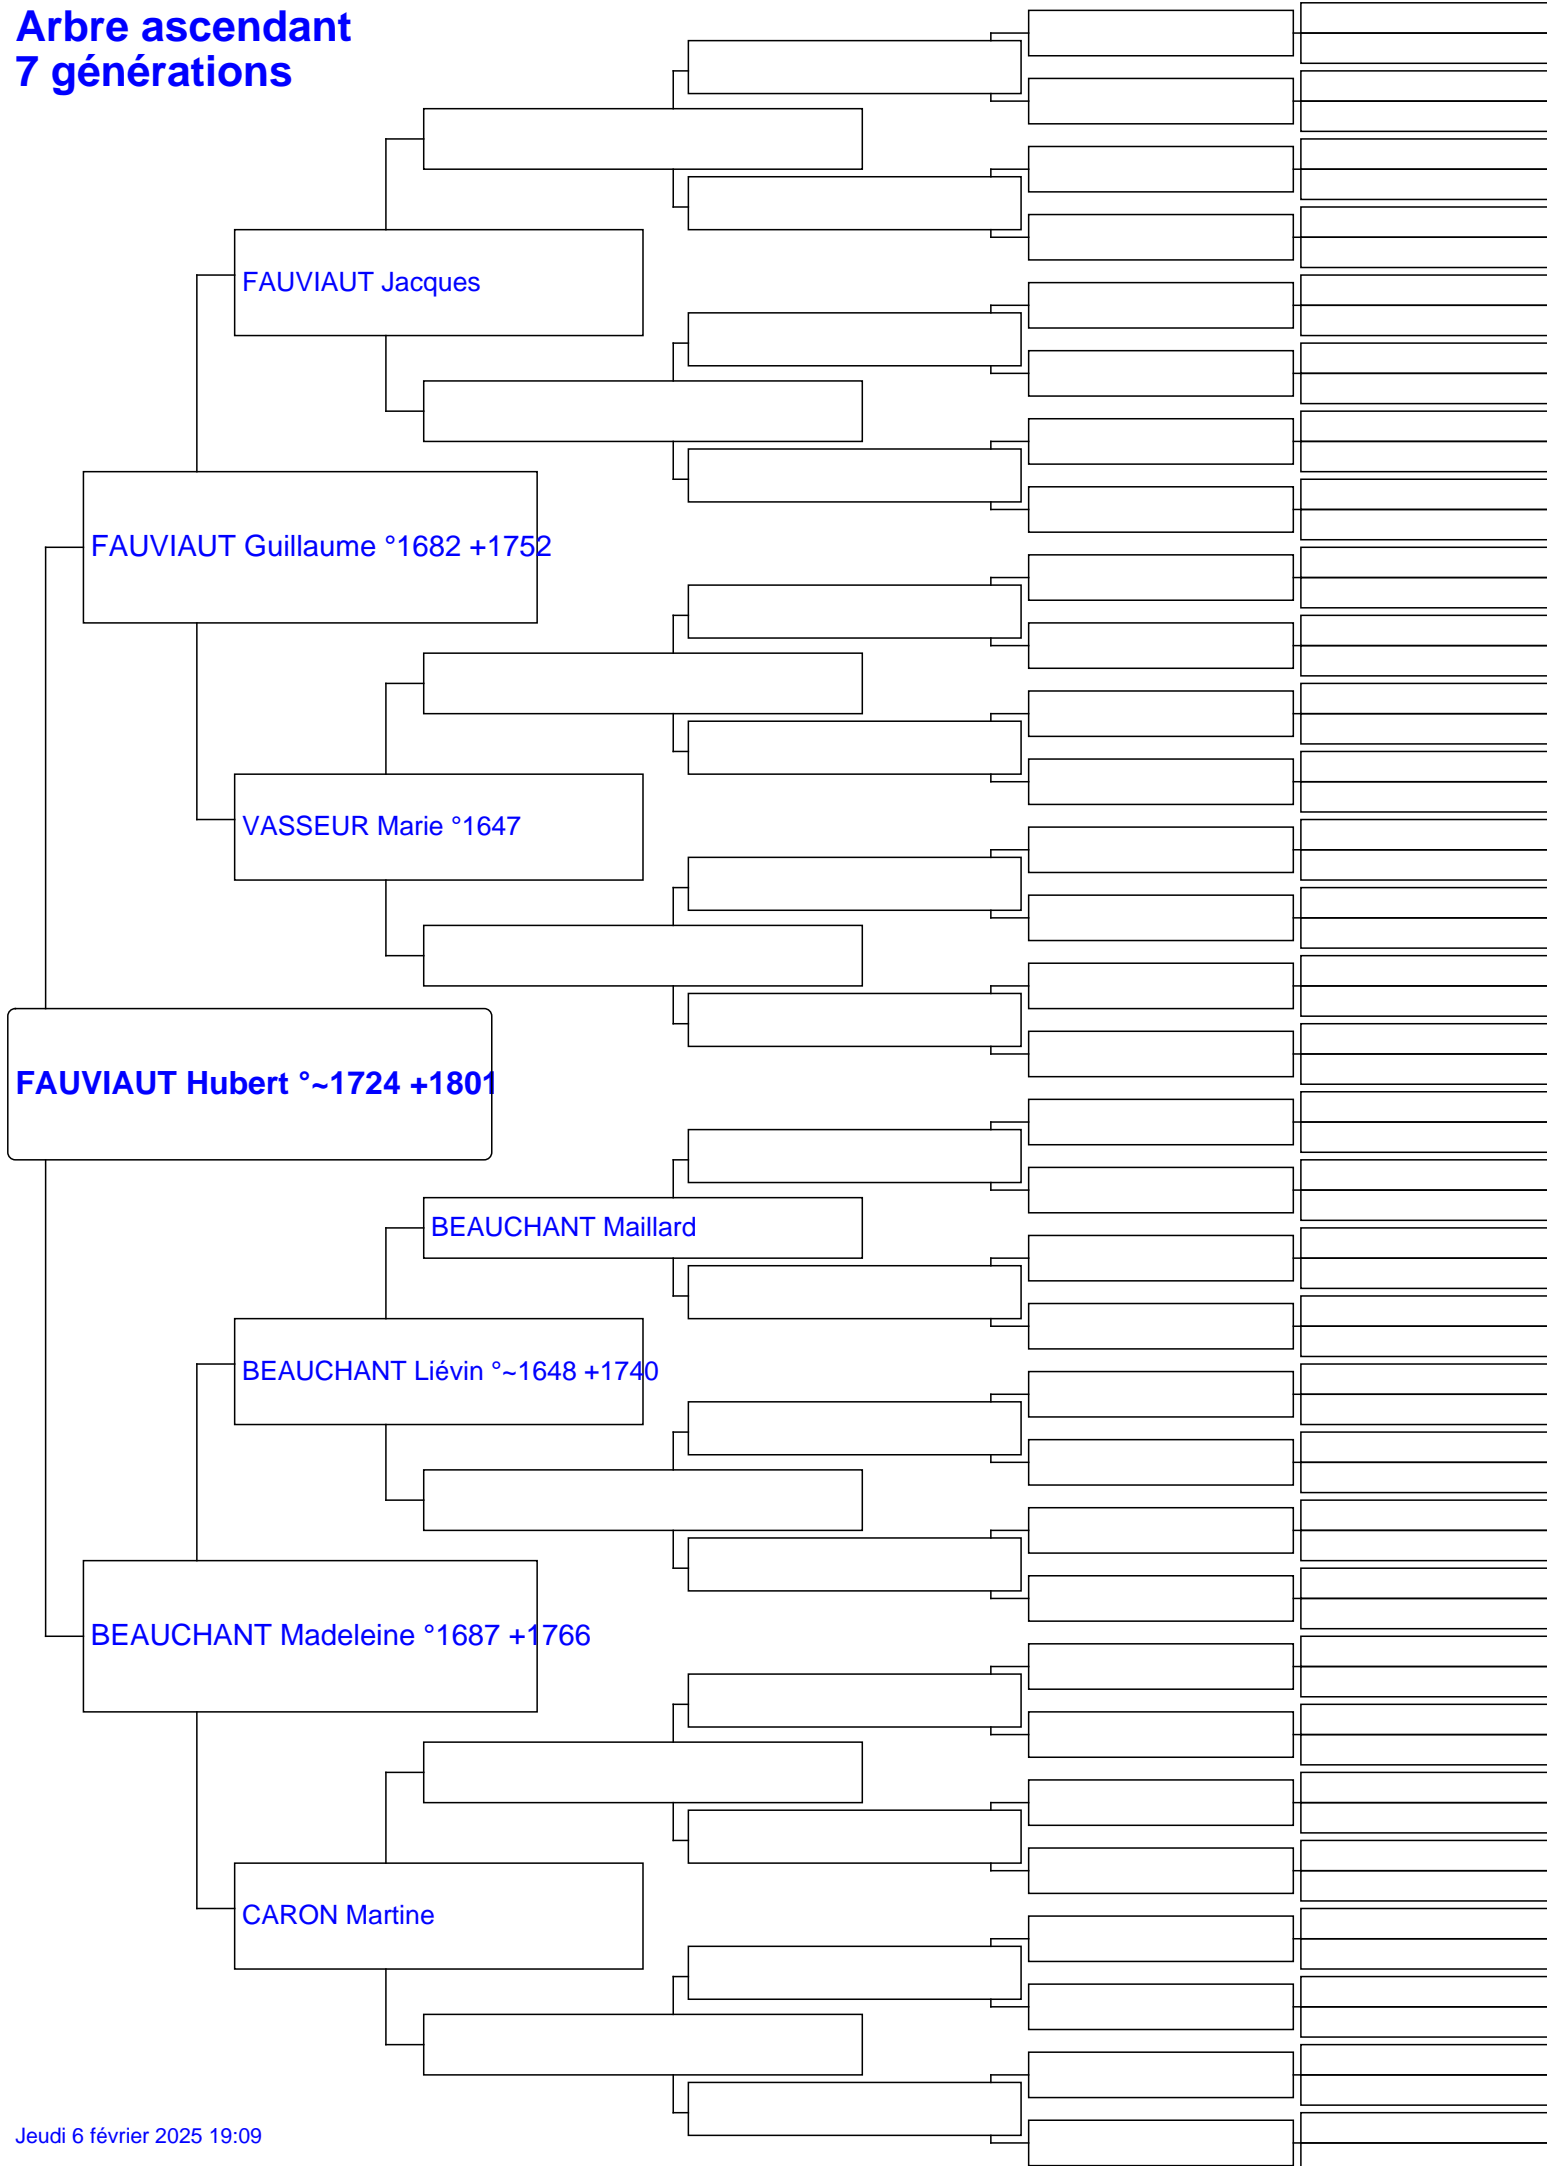 Arbre ascendant
7 générations
FAUVIAUT Jacques
FAUVIAUT Guillaume °1682 +1752
VASSEUR Marie °1647
FAUVIAUT Hubert °~1724 +1801
BEAUCHANT Maillard
BEAUCHANT Liévin °~1648 +1740
BEAUCHANT Madeleine °1687 +1766
CARON Martine
Jeudi 6 février 2025 19:09